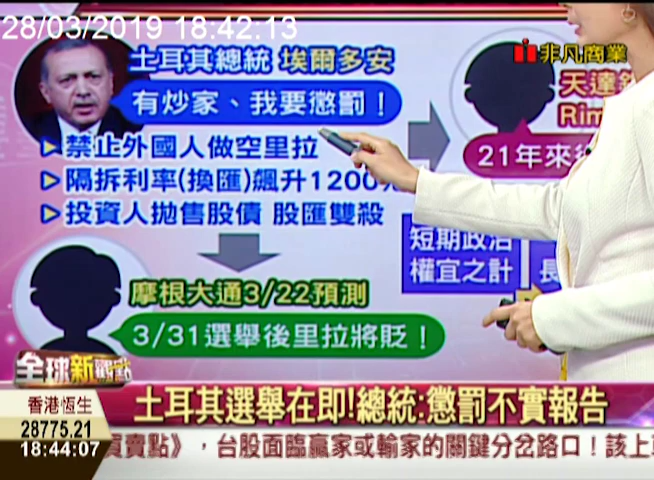 28/03/2019 18:42:13
非凡商業
土耳其總統 埃爾多安
有炒家、我要懲罰！
▶禁止外國人做空里拉
▶隔拆利率(換匯)飆升1200%
▶投資人拋售股債 股匯雙殺
天達
Rim
21年來
短期政治
權宜之計
長
摩根大通3/22預測
3/31選舉後里拉將貶！
全球新觀點
土耳其選舉在即!總統:懲罰不實報告
香港恆生
28775.21
18:44:07
買賣點》，台股面臨贏家或輸家的關鍵分岔路口！該上